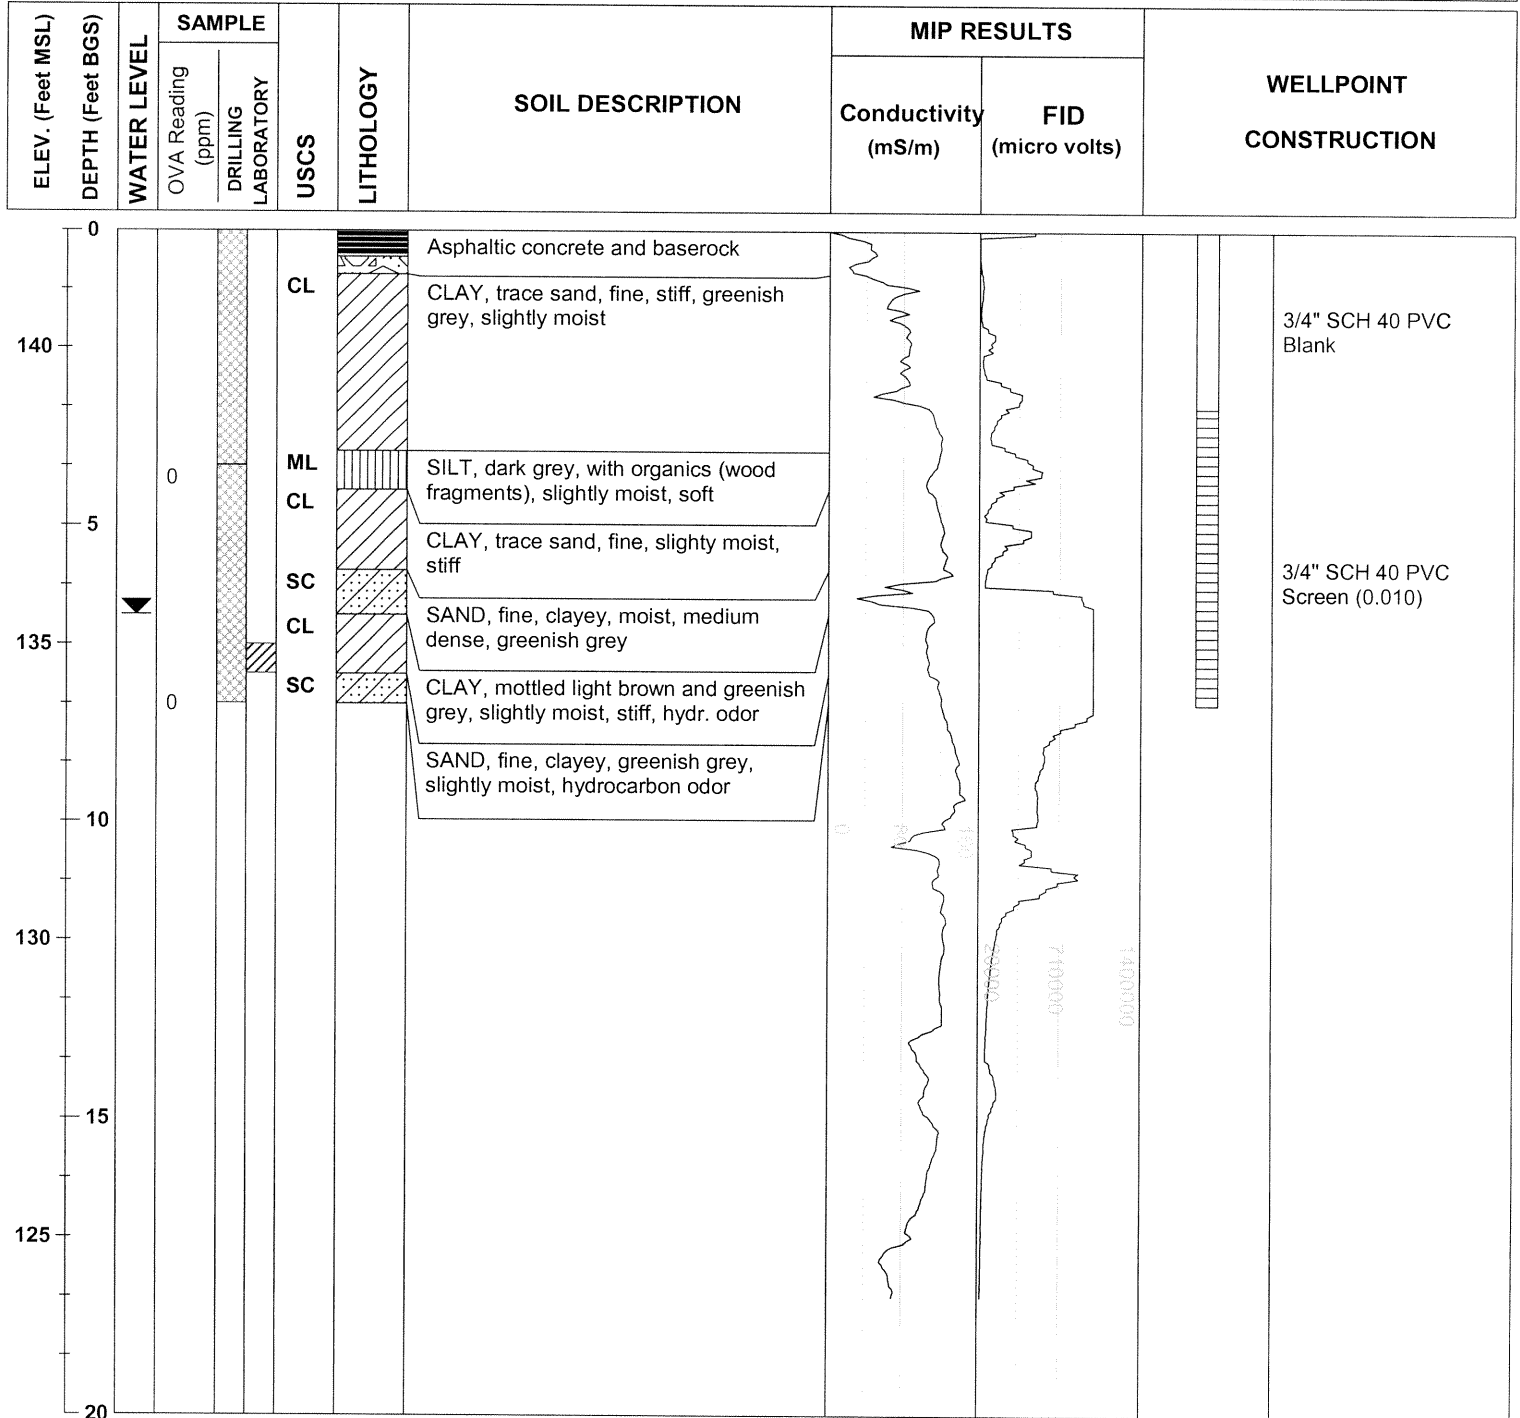 ELEV. (Feet MSL)
DEPTH (Feet BGS)
WATER LEVEL
SAMPLE
OVA Reading
(ppm)
DRILLING
LABORATORY
USCS
LITHOLOGY
SOIL DESCRIPTION
MIP RESULTS
Conductivity
(mS/m)
FID
(micro volts)
WELLPOINT
CONSTRUCTION
0
Asphaltic concrete and baserock
CL
CLAY, trace sand, fine, stiff, greenish
grey, slightly moist
3/4" SCH 40 PVC
Blank
140
ML
SILT, dark grey, with organics (wood
fragments), slightly moist, soft
0
CL
5
CLAY, trace sand, fine, slighty moist,
stiff
SC
3/4" SCH 40 PVC
Screen (0.010)
SAND, fine, clayey, moist, medium
dense, greenish grey
CL
135
SC
CLAY, mottled light brown and greenish
grey, slightly moist, stiff, hydr. odor
0
SAND, fine, clayey, greenish grey,
slightly moist, hydrocarbon odor
10
0
130
20000
710000
1400000
15
125
20